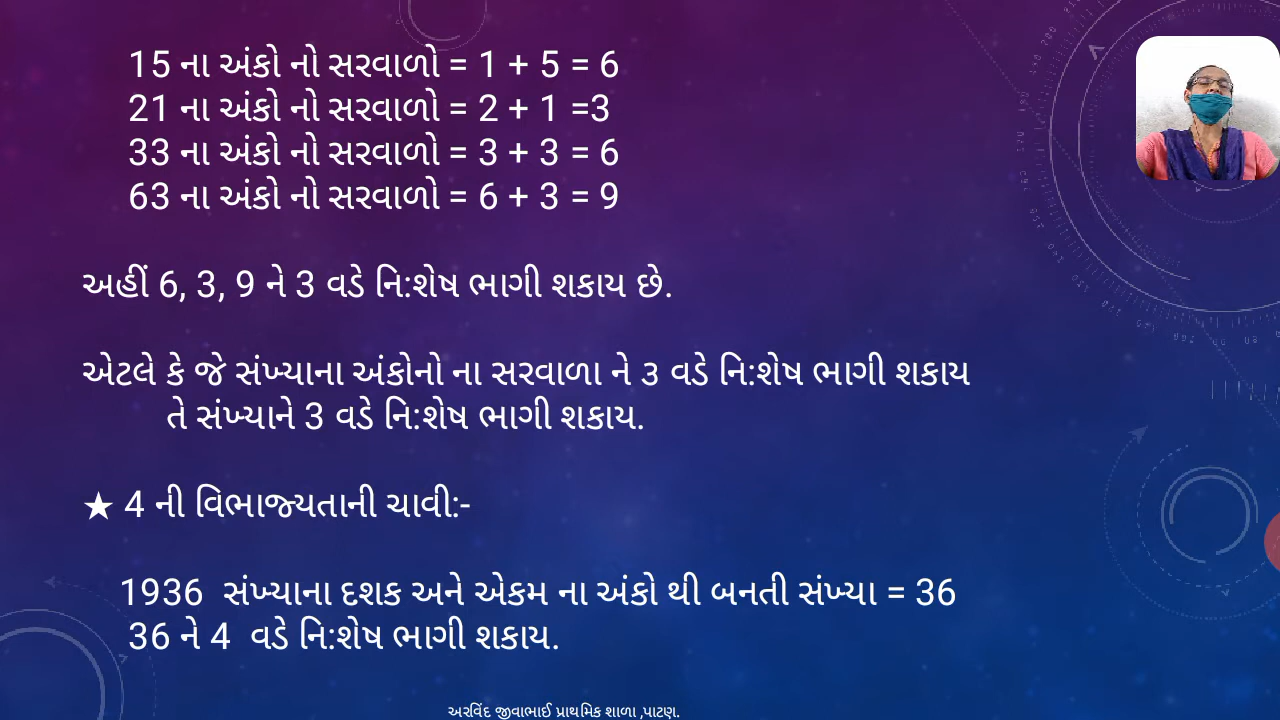 15 ના અંકો નો સરવાળો = 1 + 5 = 6
21 ના અંકો નો સરવાળો = 2 + 1 =3
33 ના અંકો નો સરવાળો = 3 + 3 = 6
63 ના અંકો નો સરવાળો = 6 + 3 = 9
અહીં 6, 3, 9 ને 3 વડે નિ:શેષ ભાગી શકાય છે.
એટલે કે જે સંખ્યાના અંકોનો ના સરવાળા ને ૩ વડે નિ:શેષ ભાગી શકાય
તે સંખ્યાને 3 વડે નિ:શેષ ભાગી શકાય.
★ 4 ની વિભાજ્યતાની ચાવી:-
1936 સંખ્યાના દશક અને એકમ ના અંકો થી બનતી સંખ્યા = 36
36 ને 4 વડે નિ:શેષ ભાગી શકાય.
અરવિંદ જીવાભાઈ પ્રાથમિક શાળા ,પાટણ.